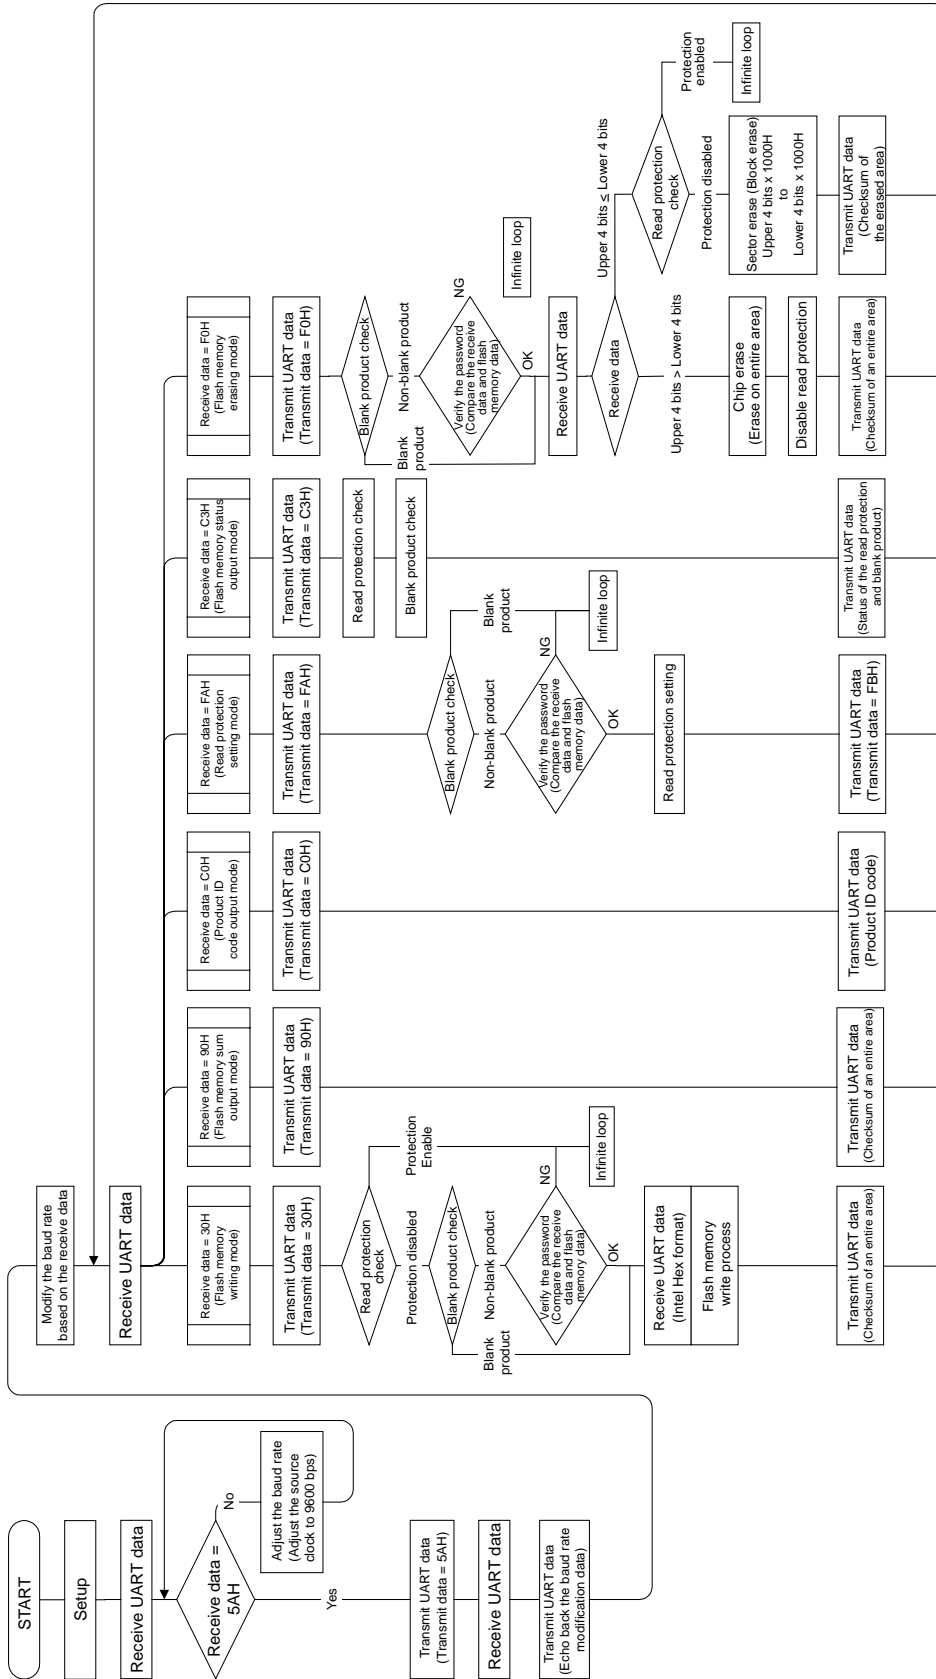 START
Setup
Receive UART data
Receive data =
5AH
No
Adjust the baud rate
(Adjust the source
clock to 9600 bps)
Yes
Transmit UART data
(Transmit data = 5AH)
Receive UART data
Transmit UART data
(Echo back the baud rate
modification data)
Modify the baud rate
based on the receive data
Receive UART data
Receive data = 30H
(Flash memory
writing mode)
Transmit UART data
(Transmit data = 30H)
Read protection
check
Protection
Enable
Protection disabled
Blank product check
Blank
product
Non-blank product
Verify the password
(Compare the receive
data and flash
memory data)
NG
Infinite loop
OK
Receive UART data
(Intel Hex format)
Flash memory
write process
Transmit UART data
(Checksum of an entire area)
Receive data = 90H
(Flash memory sum
output mode)
Transmit UART data
(Transmit data = 90H)
Transmit UART data
(Checksum of an entire area)
Receive data = C0H
(Product ID
code output mode)
Transmit UART data
(Transmit data = C0H)
Transmit UART data
(Product ID code)
Receive data = FAH
(Read protection
setting mode)
Transmit UART data
(Transmit data = FAH)
Blank product check
Blank
product
Non-blank product
Verify the password
(Compare the receive
data and flash
memory data)
NG
Infinite loop
OK
Read protection setting
Transmit UART data
(Transmit data = FBH)
Receive data = C3H
(Flash memory status
output mode)
Transmit UART data
(Transmit data = C3H)
Read protection check
Blank product check
Transmit UART data
(Status of the read protection
and blank product)
Receive data = F0H
(Flash memory
erasing mode)
Transmit UART data
(Transmit data = F0H)
Blank product check
Blank
product
Non-blank product
Verify the password
(Compare the receive
data and flash
memory data)
NG
Infinite loop
OK
Receive UART data
Receive data
Upper 4 bits > Lower 4 bits
Chip erase
(Erase on entire area)
Disable read protection
Transmit UART data
(Checksum of an entire area)
Upper 4 bits ≤ Lower 4 bits
Read protection
check
Protection
enabled
Infinite loop
Protection disabled
Sector erase (Block erase)
Upper 4 bits x 1000H
to
Lower 4 bits x 1000H
Transmit UART data
(Checksum of
the erased area)